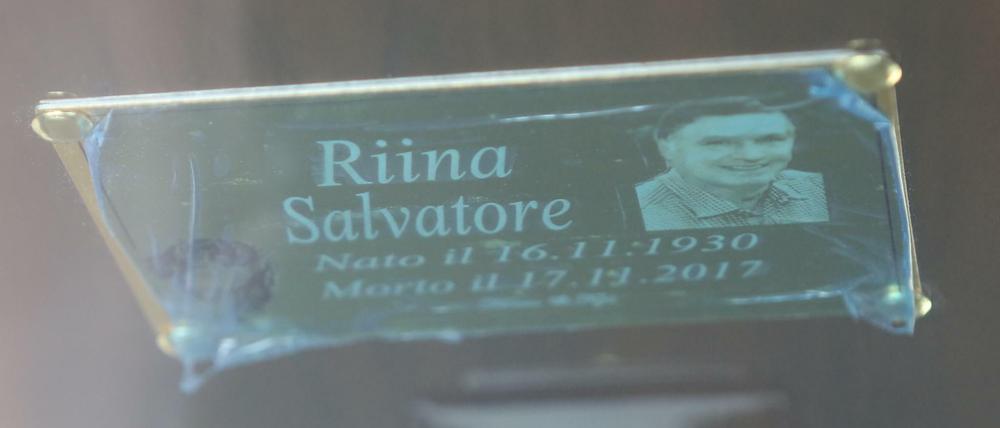 Riina
Salvatore
Nato il 16.11.1930
Morto il 17.11.2017